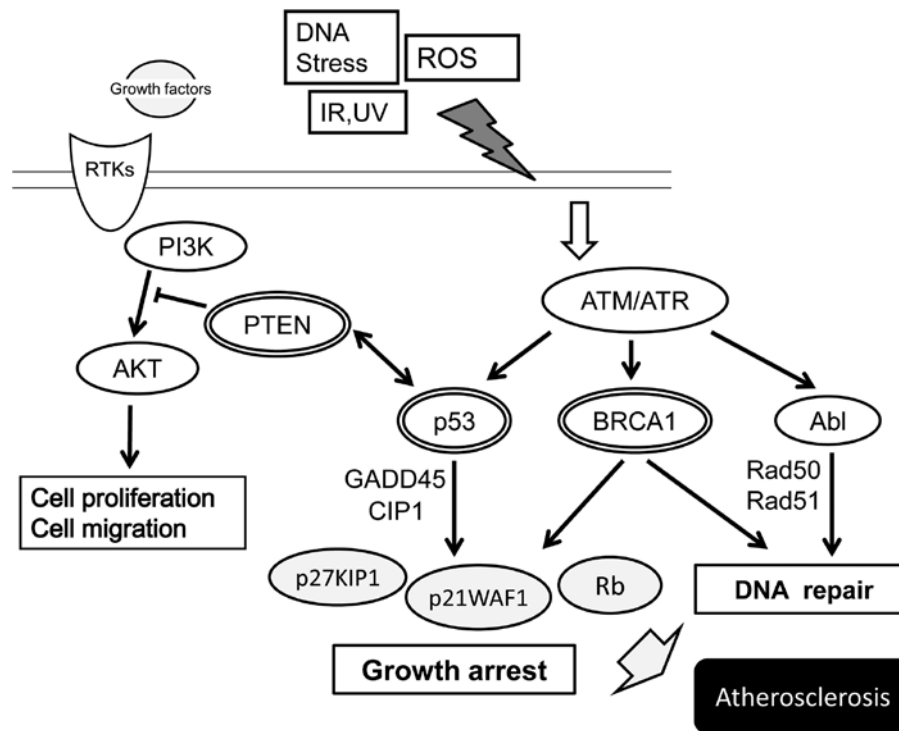 DNA
Stress
ROS
Growth factors
IR,UV
RTKs
PI3K
ATM/ATR
PTEN
AKT
p53
BRCA1
Abl
GADD45
CIP1
Rad50
Rad51
Cell proliferation
Cell migration
p27KIP1
p21WAF1
Rb
DNA repair
Growth arrest
Atherosclerosis